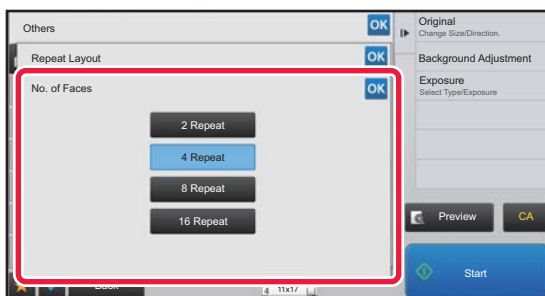 Others
OK
Original
Change Size/Direction.
Repeat Layout
OK
Background Adjustment
No. of Faces
OK
Exposure
Select Type/Exposure
2 Repeat
4 Repeat
8 Repeat
16 Repeat
Preview
CA
Start
Back
11x17